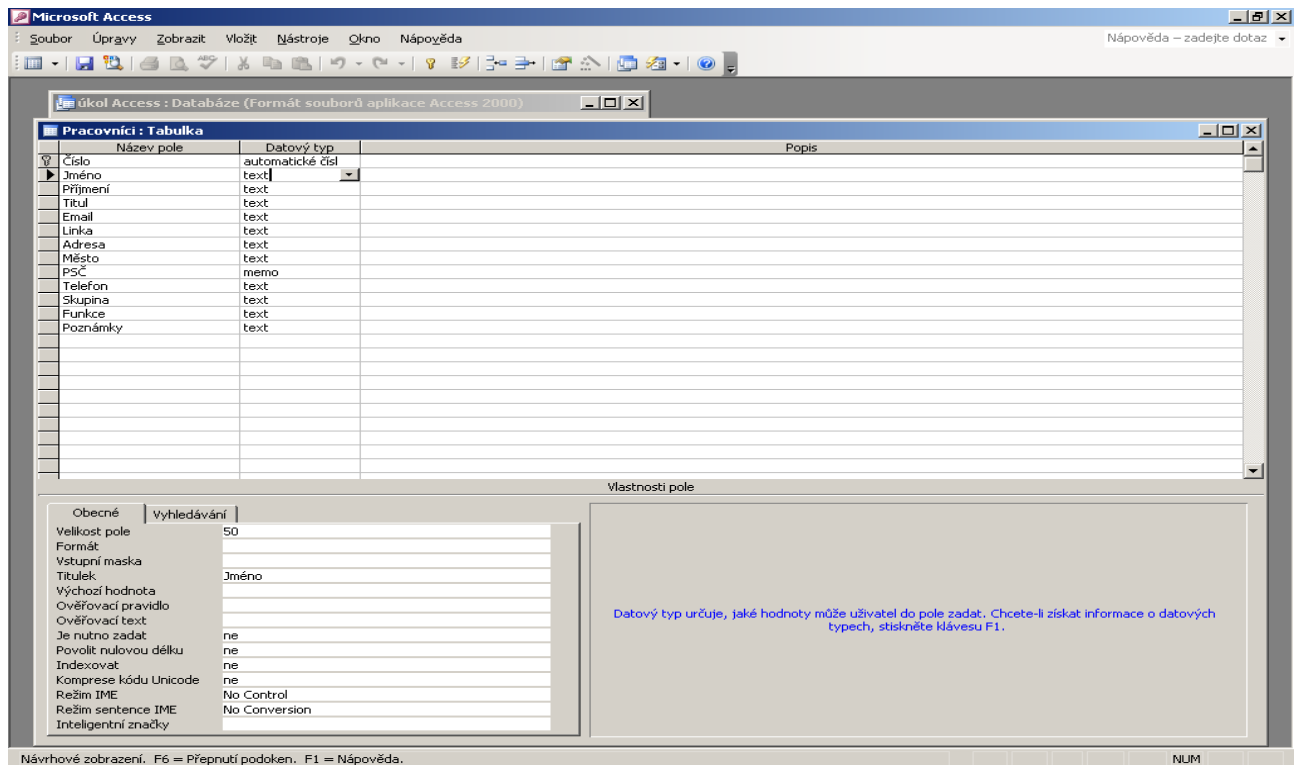 Microsoft Access
Soubor Úpravy Zobrazit Vložit Nástroje Okno Nápověda Nápověda – zadejte dotaz
úkol Access : Databáze (Formát souborů aplikace Access 2000)
Pracovníci : Tabulka
Název pole Datový typ Popis
Číslo automatické čísl
Jméno text
Příjmení text
Titul text
Email text
Linka text
Adresa text
Město text
PSČ memo
Telefon text
Skupina text
Funkce text
Poznámky text
Vlastnosti pole
Obecné Vyhledávání
Velikost pole 50
Formát
Vstupní maska
Titulek Jméno
Výchozí hodnota
Ověřovací pravidlo
Ověřovací text
Je nutno zadat ne
Povolit nulovou délku ne
Indexovat ne
Komprese kódu Unicode ne
Režim IME No Control
Režim sentence IME No Conversion
Inteligentní značky
Datový typ určuje, jaké hodnoty může uživatel do pole zadat. Chcete-li získat informace o datových
typech, stiskněte klávesu F1.
Návrhové zobrazení. F6 = Přepnutí podoken. F1 = Nápověda. NUM